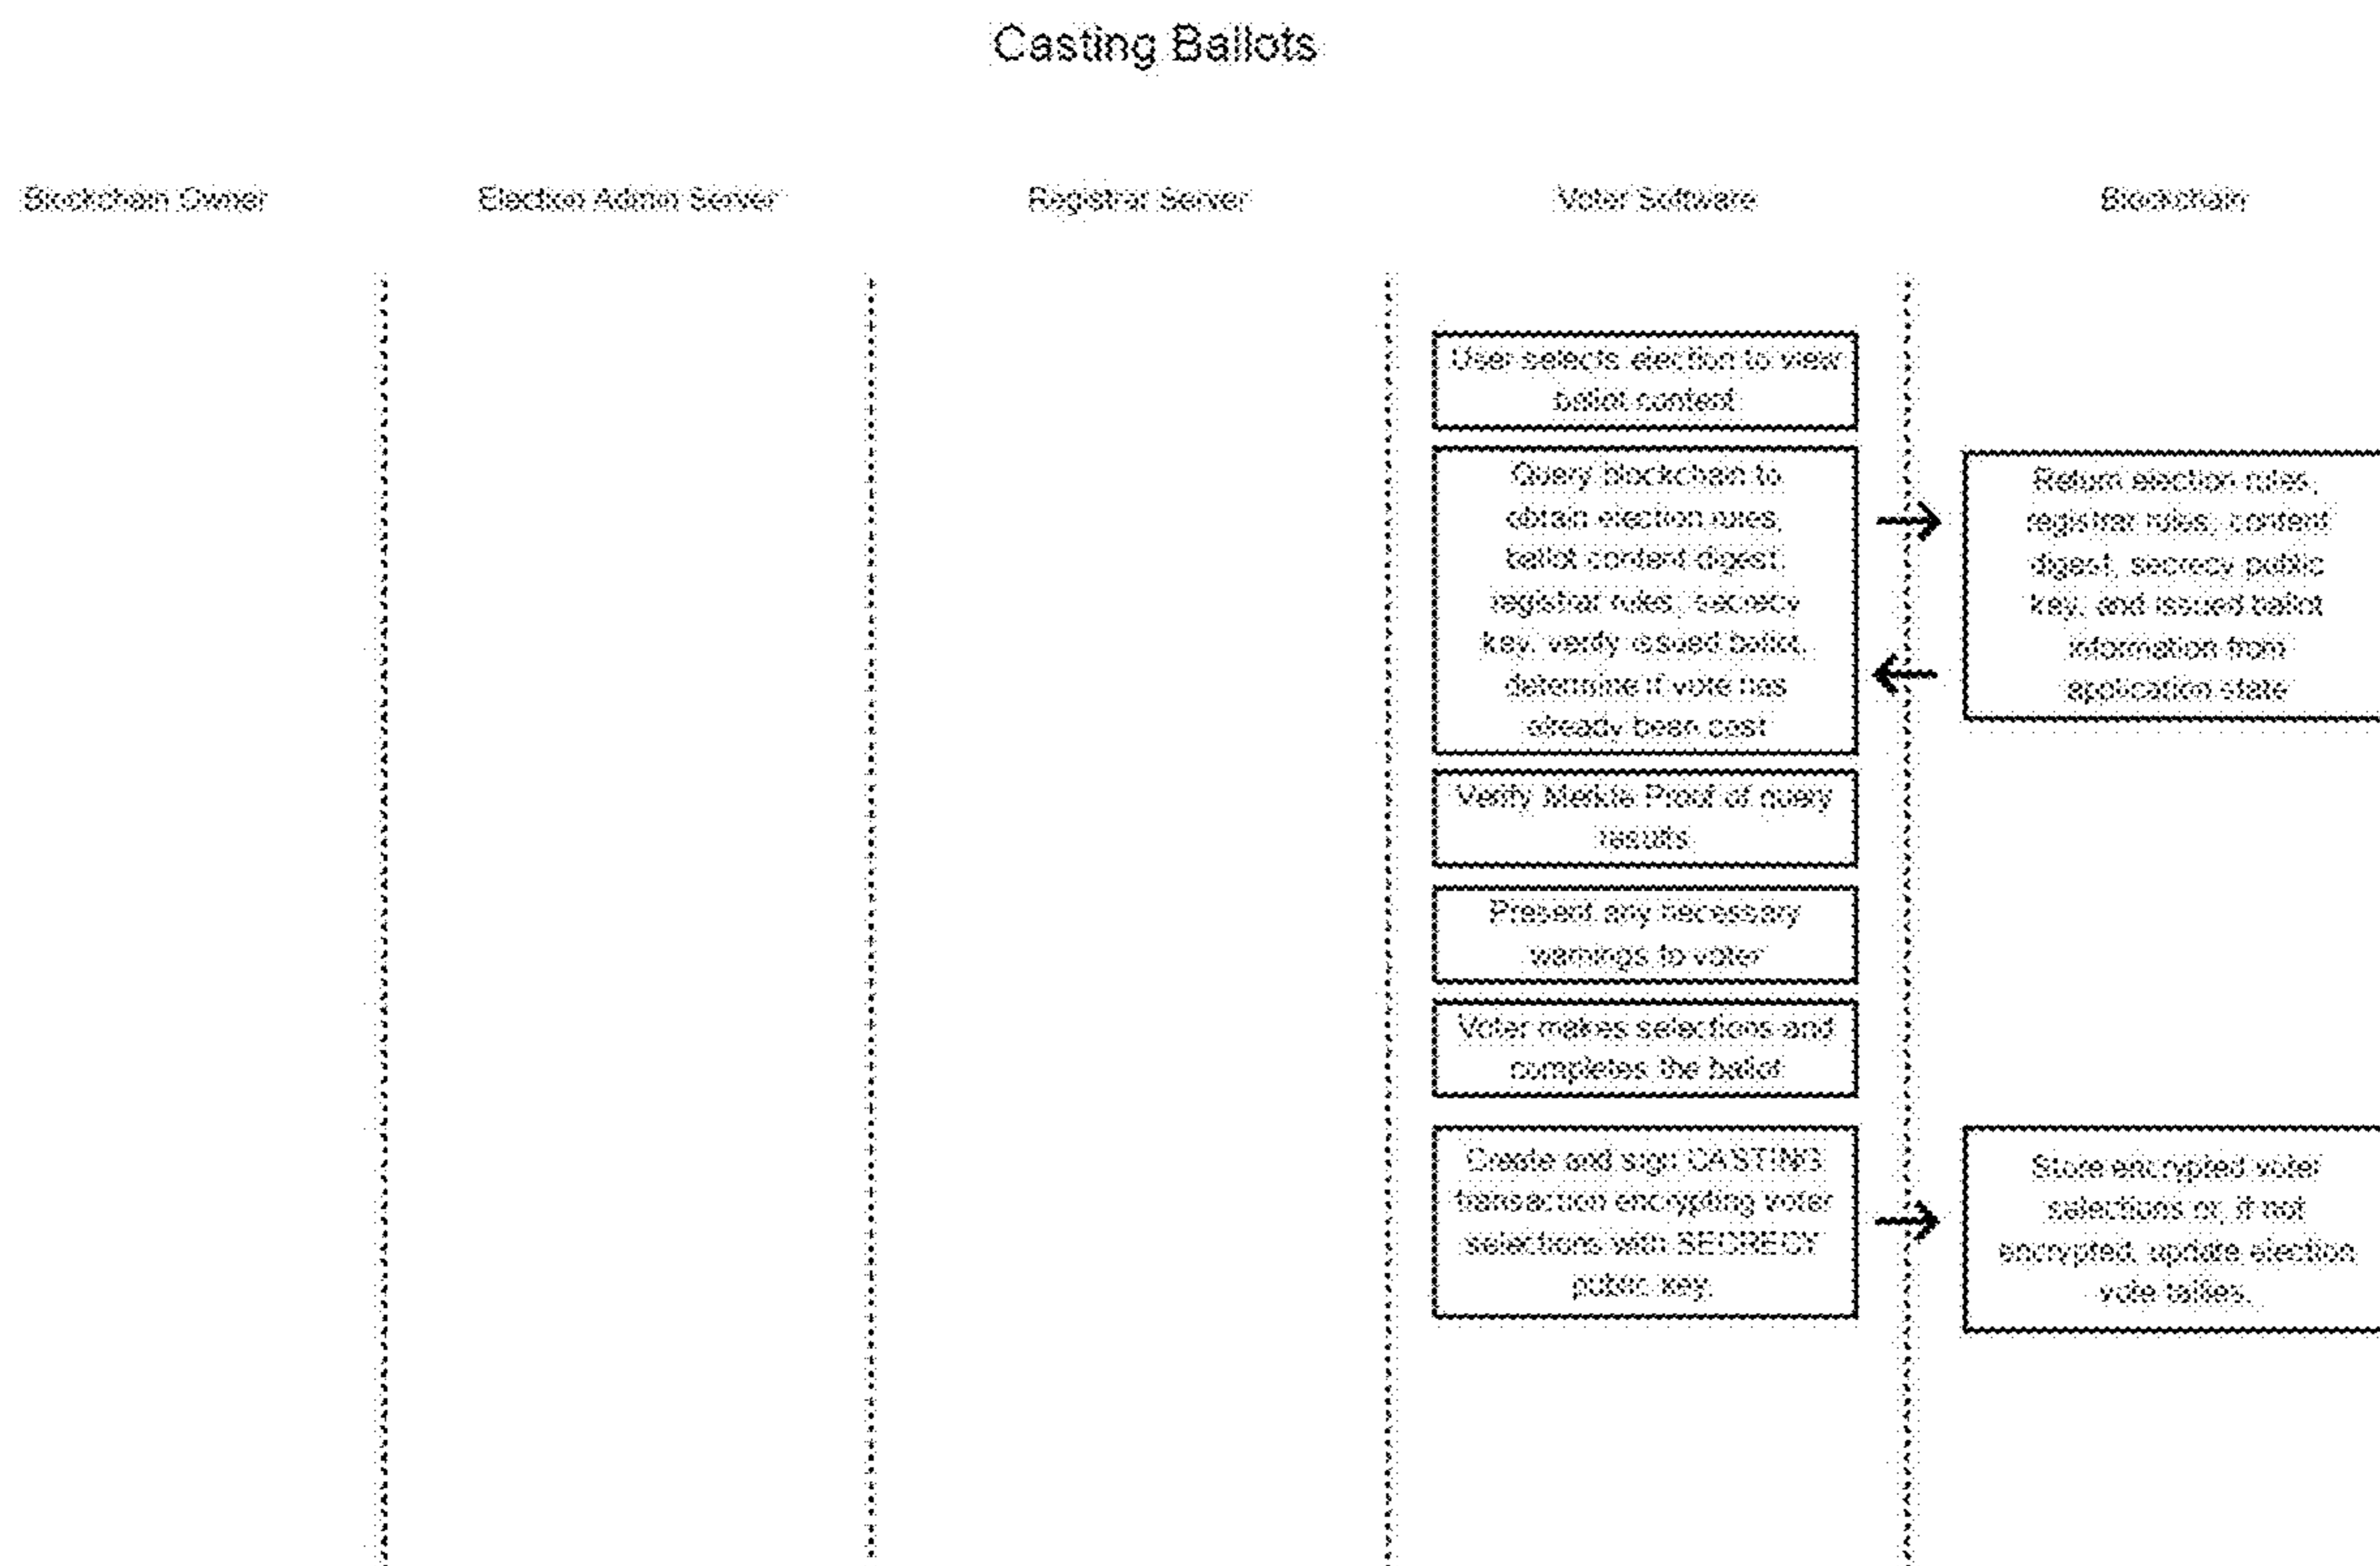 Casting Ballots
Blockchain Owner
Election Admin Server
Registrar Server
Voter Software
Blockchain
User selects election to view
ballot content
Query blockchain to
obtain election rules,
ballot content digest,
registrar rules, secrecy
key, verify issued ballot,
determine if vote has
already been cast
Return election rules,
registrar rules, content
digest, secrecy public
key, and issued ballot
information from
application state
Verify Merkle Proof of query
results
Present any necessary
warnings to voter
Voter makes selections and
completes the ballot
Create and sign CASTING
transaction encrypting voter
selections with SECRECY
public key
Store encrypted voter
selections or, if not
encrypted, update election
vote tallies.